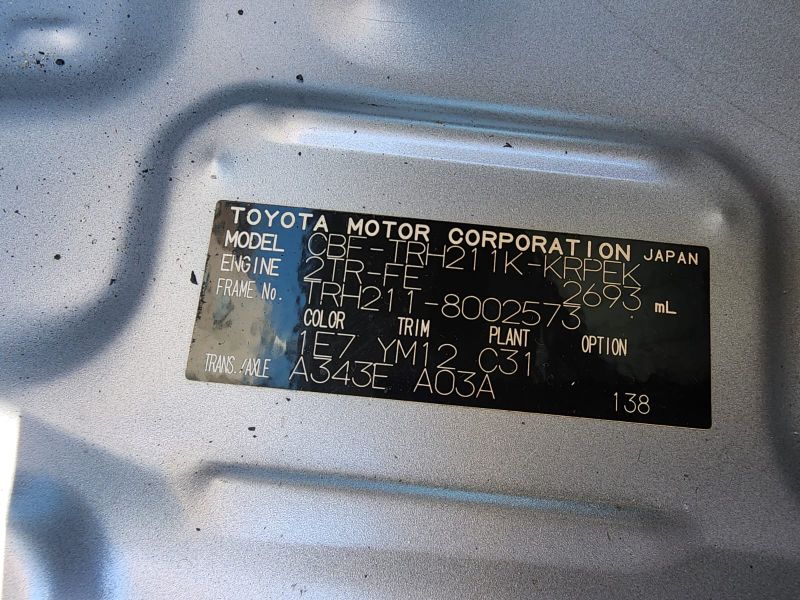 TOYOTA MOTOR CORPORATION JAPAN
MODEL CBF-TRH211K-KRPEK
ENGINE 2TR-FE 2693 mL
FRAME No. TRH211-8002573
COLOR TRIM PLANT OPTION
1E7 YM12 C31
TRANS./AXLE A343E A03A
138